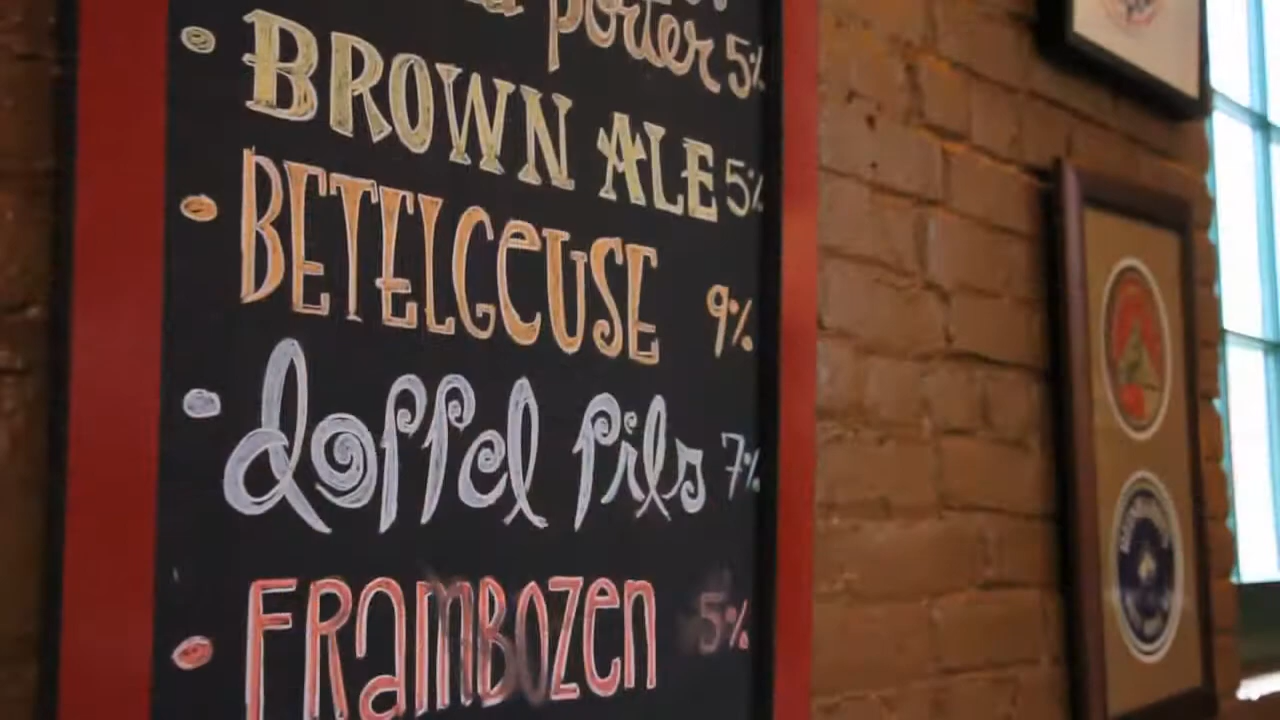 porter 5%
• BROWN ALE 5%
• BETELGEUSE 9%
• doppel pils 7%
• FRamBOZen 5%